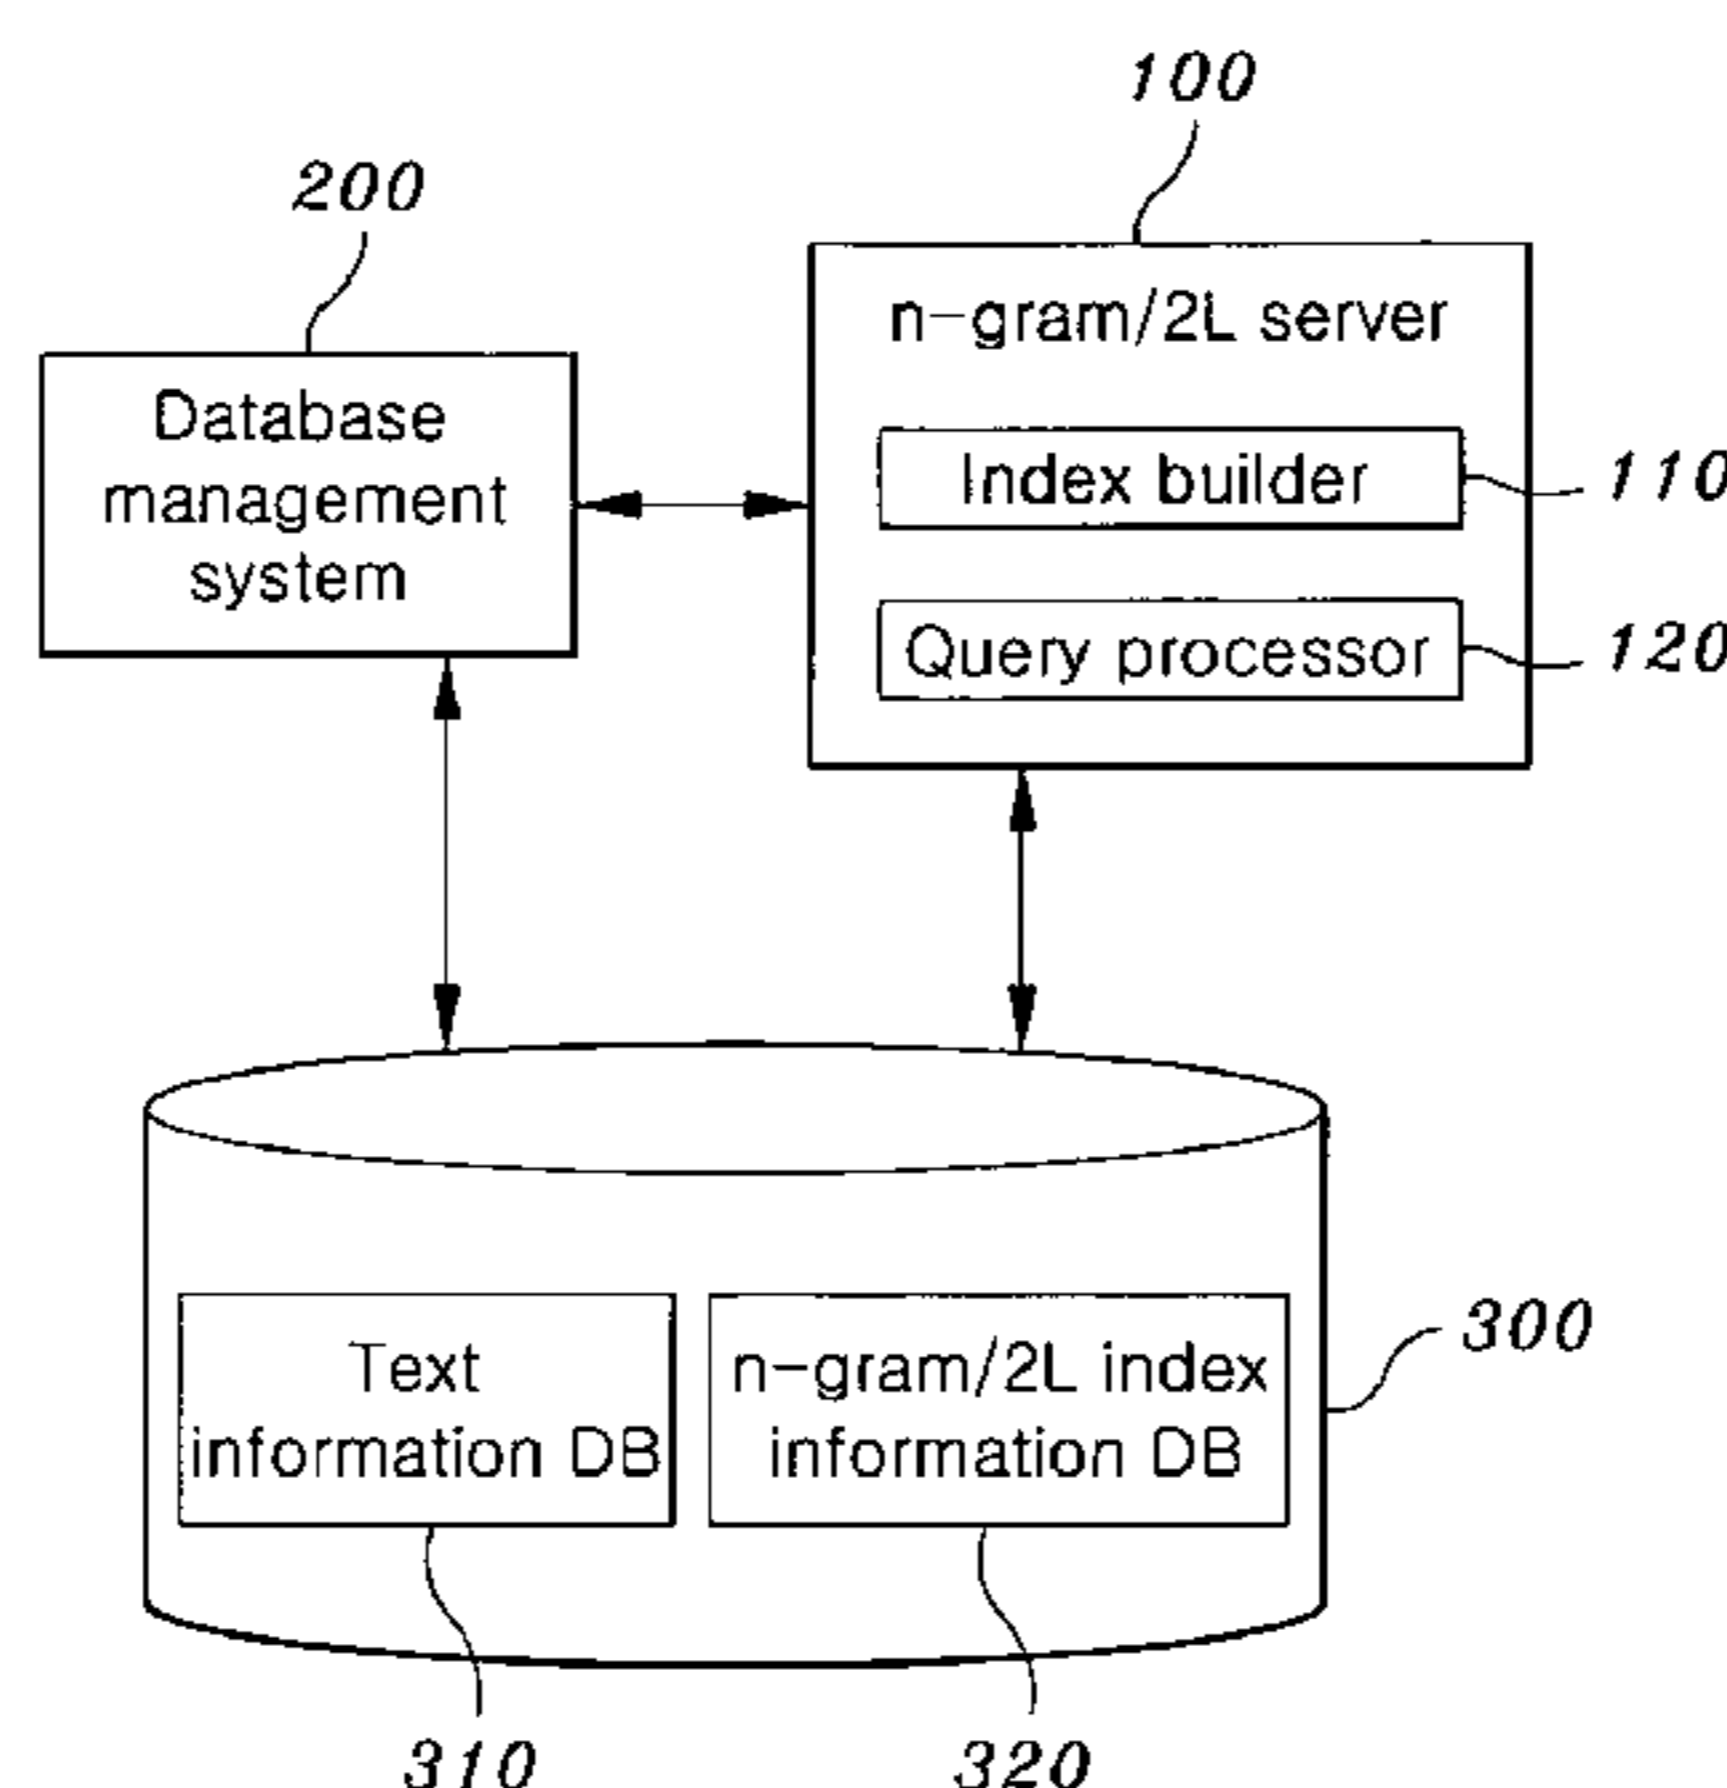 100
200
n-gram/2L server
Database
management
system
Index builder
110
Query processor
120
Text
information DB
n-gram/2L index
information DB
300
310
320